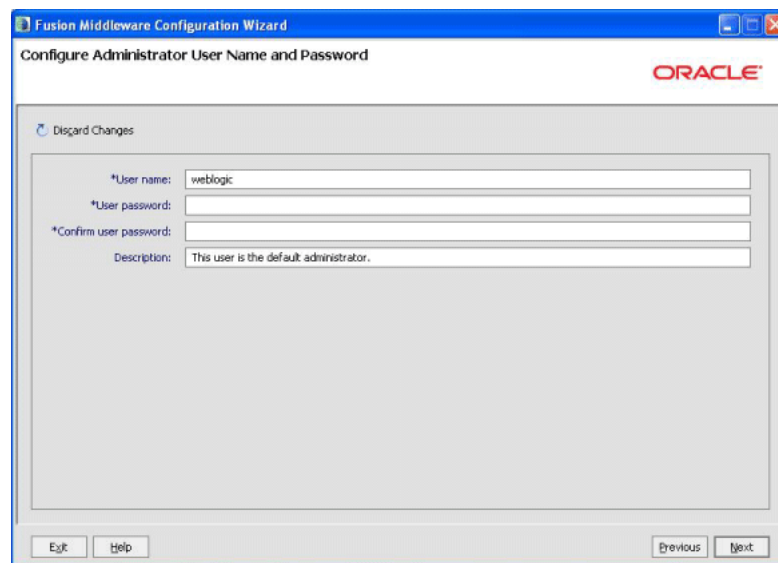 Fusion Middleware Configuration Wizard
Configure Administrator User Name and Password
ORACLE
Discard Changes
*User name: weblogic
*User password:
*Confirm user password:
Description: This user is the default administrator.
Exit Help Previous Next